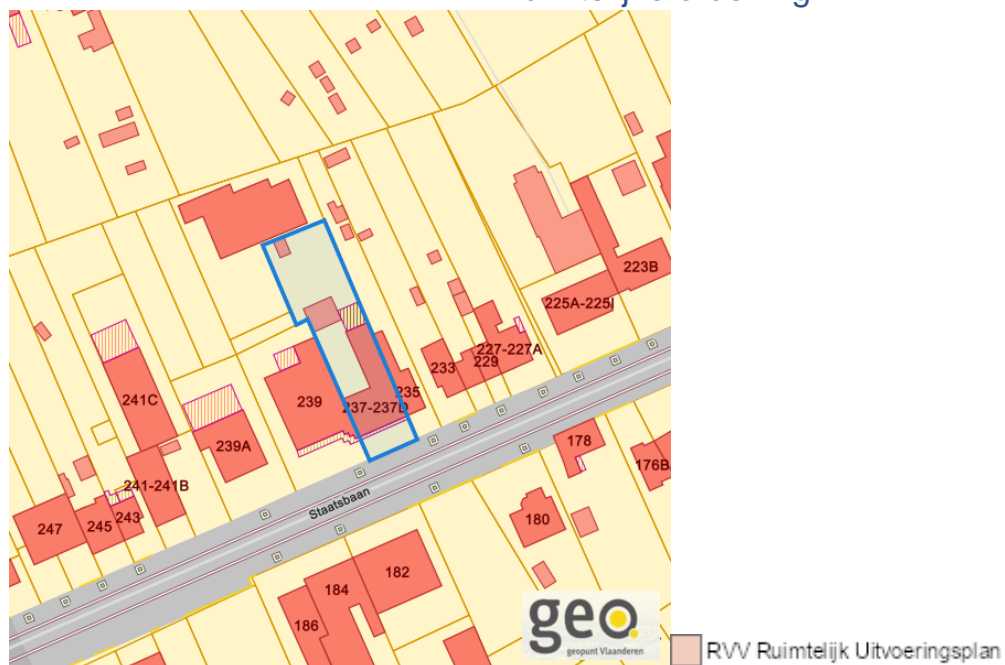 223B
225A-225I
227-227A
229
233
235
237-237D
239
241C
239A
241-241B
243
245
247
Staatsbaan
178
176B
180
182
184
186
geo
geopunt Vlaanderen
RVV Ruimtelijk Uitvoeringsplan